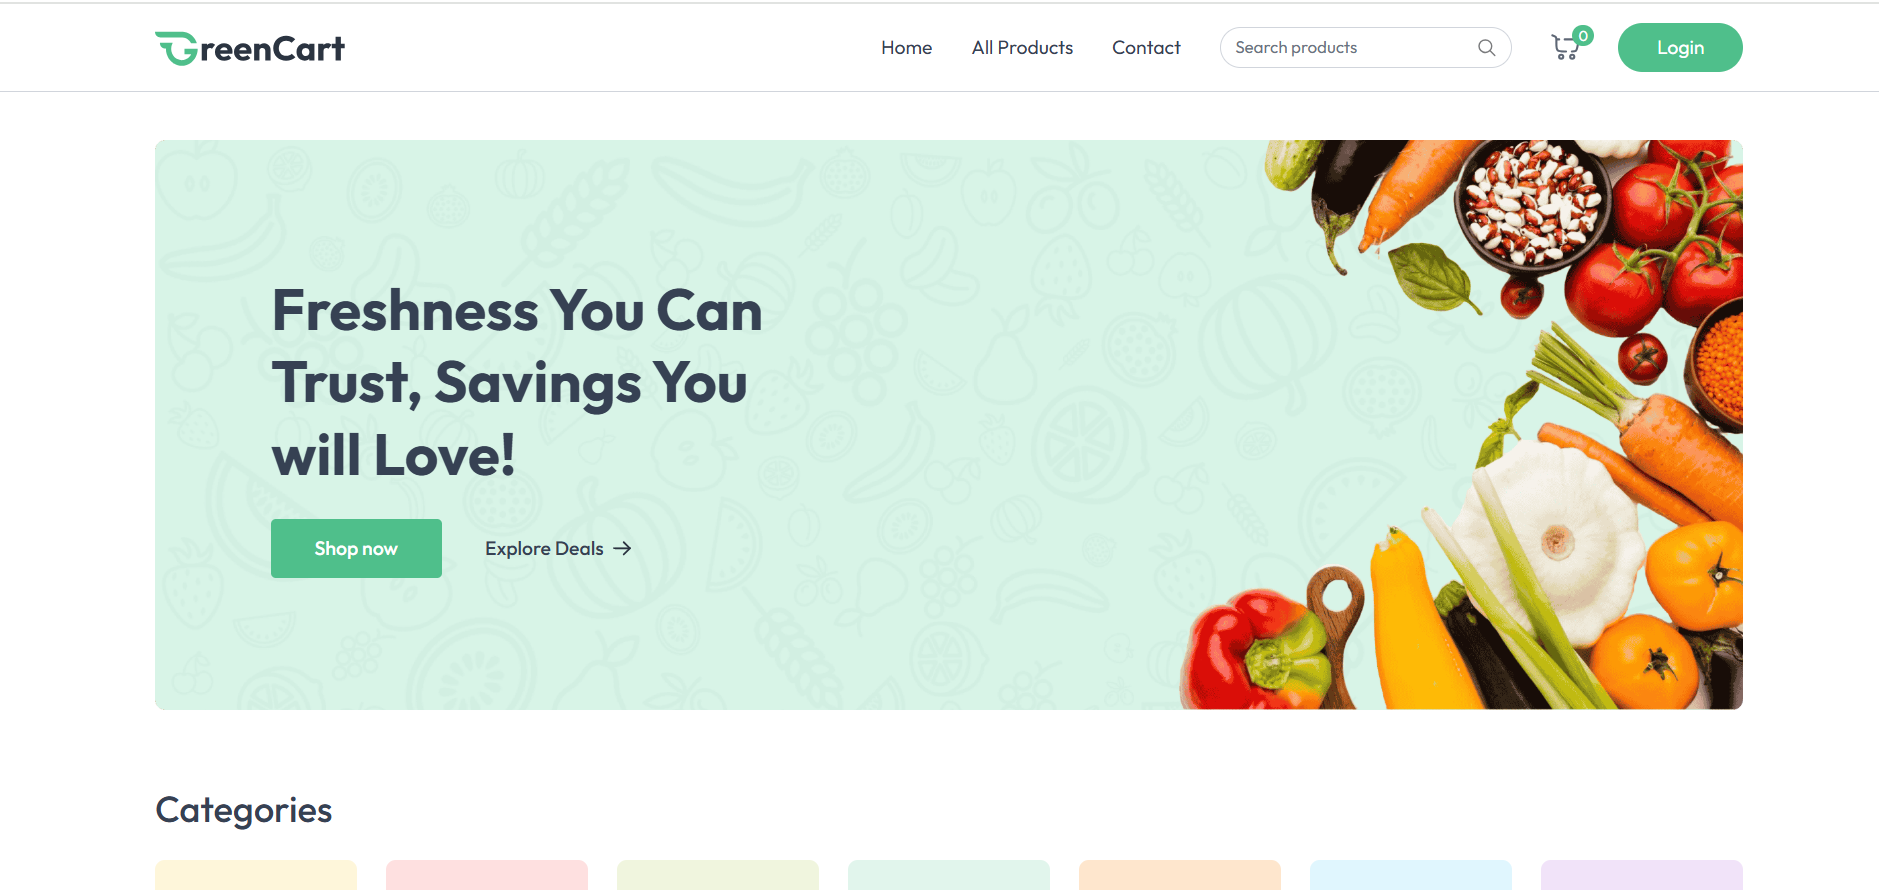 GreenCart
Home
All Products
Contact
Search products
0
Login
Freshness You Can
Trust, Savings You
will Love!
Shop now
Explore Deals
Categories